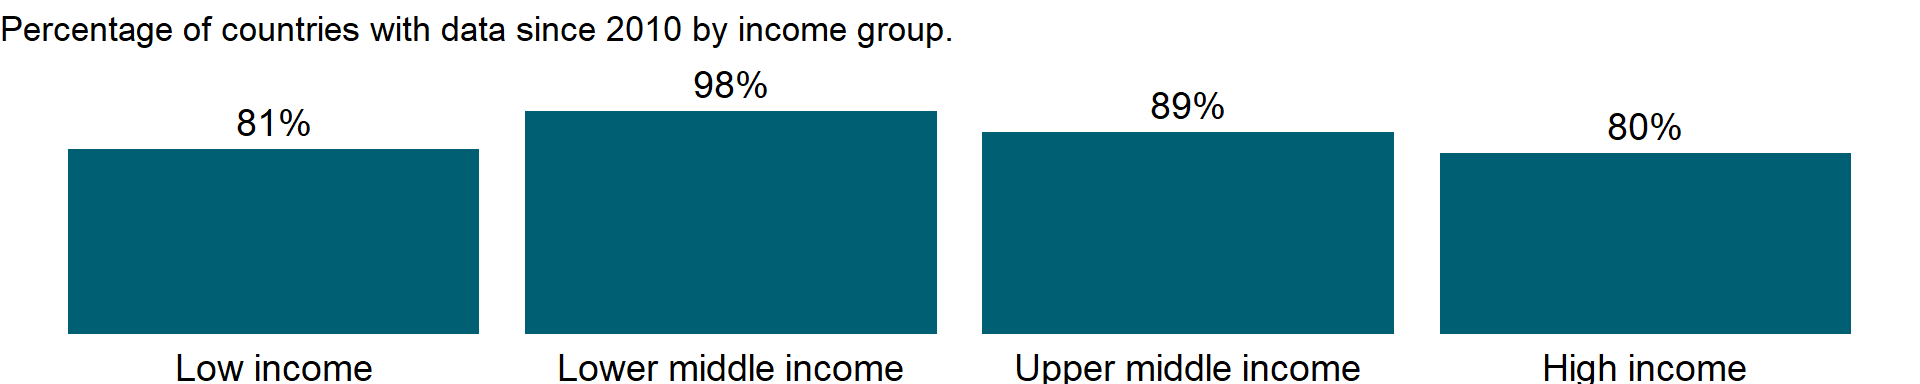 Percentage of countries with data since 2010 by income group.
81%
98%
89%
80%
Low income
Lower middle income
Upper middle income
High income